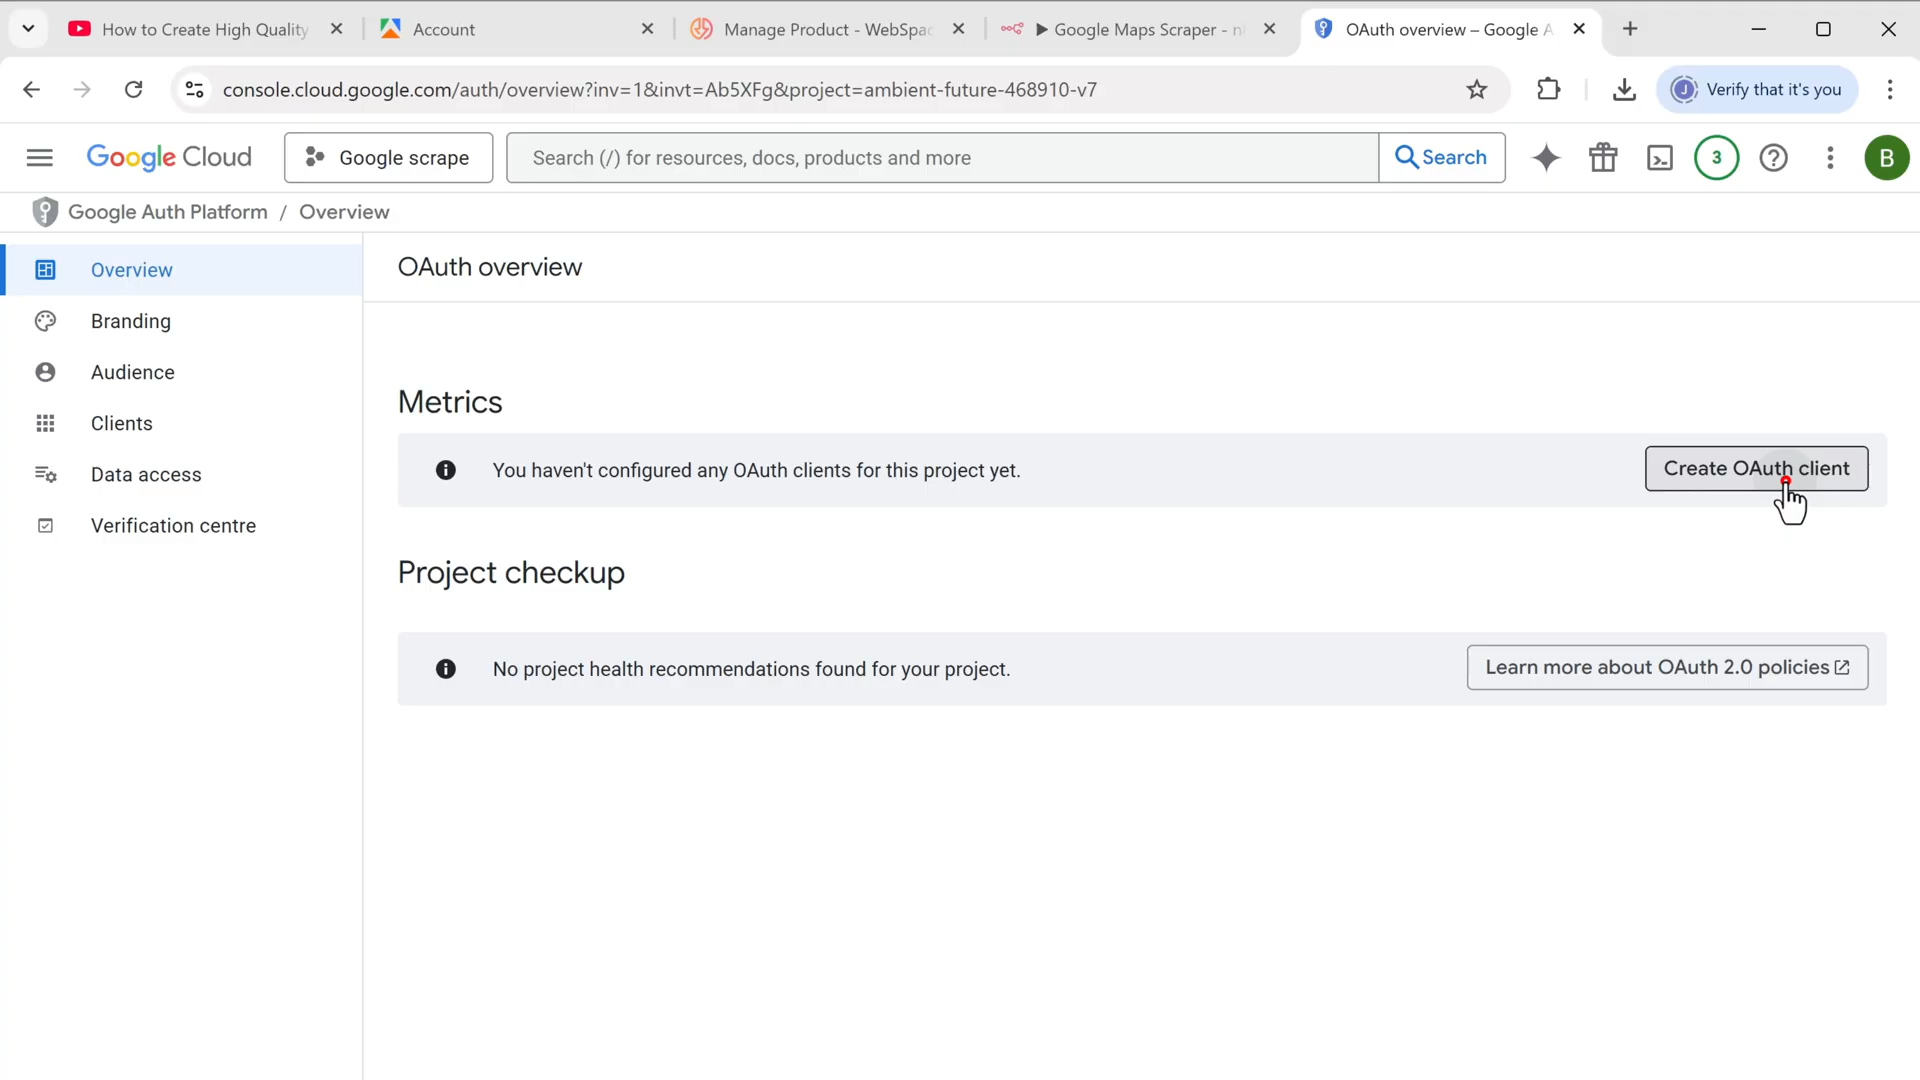 How to Create High Quality
Account
Manage Product - WebSpac
Google Maps Scraper - n
OAuth overview – Google A
console.cloud.google.com/auth/overview?inv=1&invt=Ab5XFg&project=ambient-future-468910-v7
J
Verify that it's you
Google Cloud
Google scrape
Search (/) for resources, docs, products and more
Search
3
B
Google Auth Platform / Overview
Overview
Branding
Audience
Clients
Data access
Verification centre
OAuth overview
Metrics
You haven't configured any OAuth clients for this project yet.
Create OAuth client
Project checkup
No project health recommendations found for your project.
Learn more about OAuth 2.0 policies